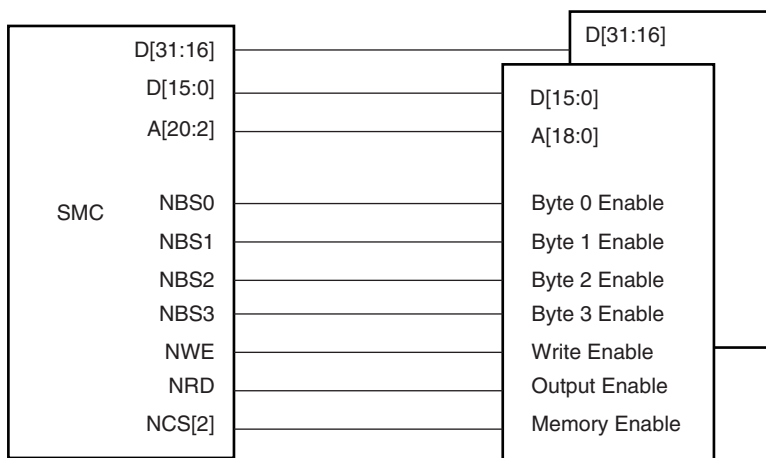 D[31:16] D[31:16]
D[15:0] D[15:0]
A[20:2] A[18:0]
SMC
NBS0 Byte 0 Enable
NBS1 Byte 1 Enable
NBS2 Byte 2 Enable
NBS3 Byte 3 Enable
NWE Write Enable
NRD Output Enable
NCS[2] Memory Enable